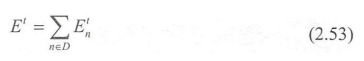 E^t = \sum_{n \in D} E_n^t (2.53)